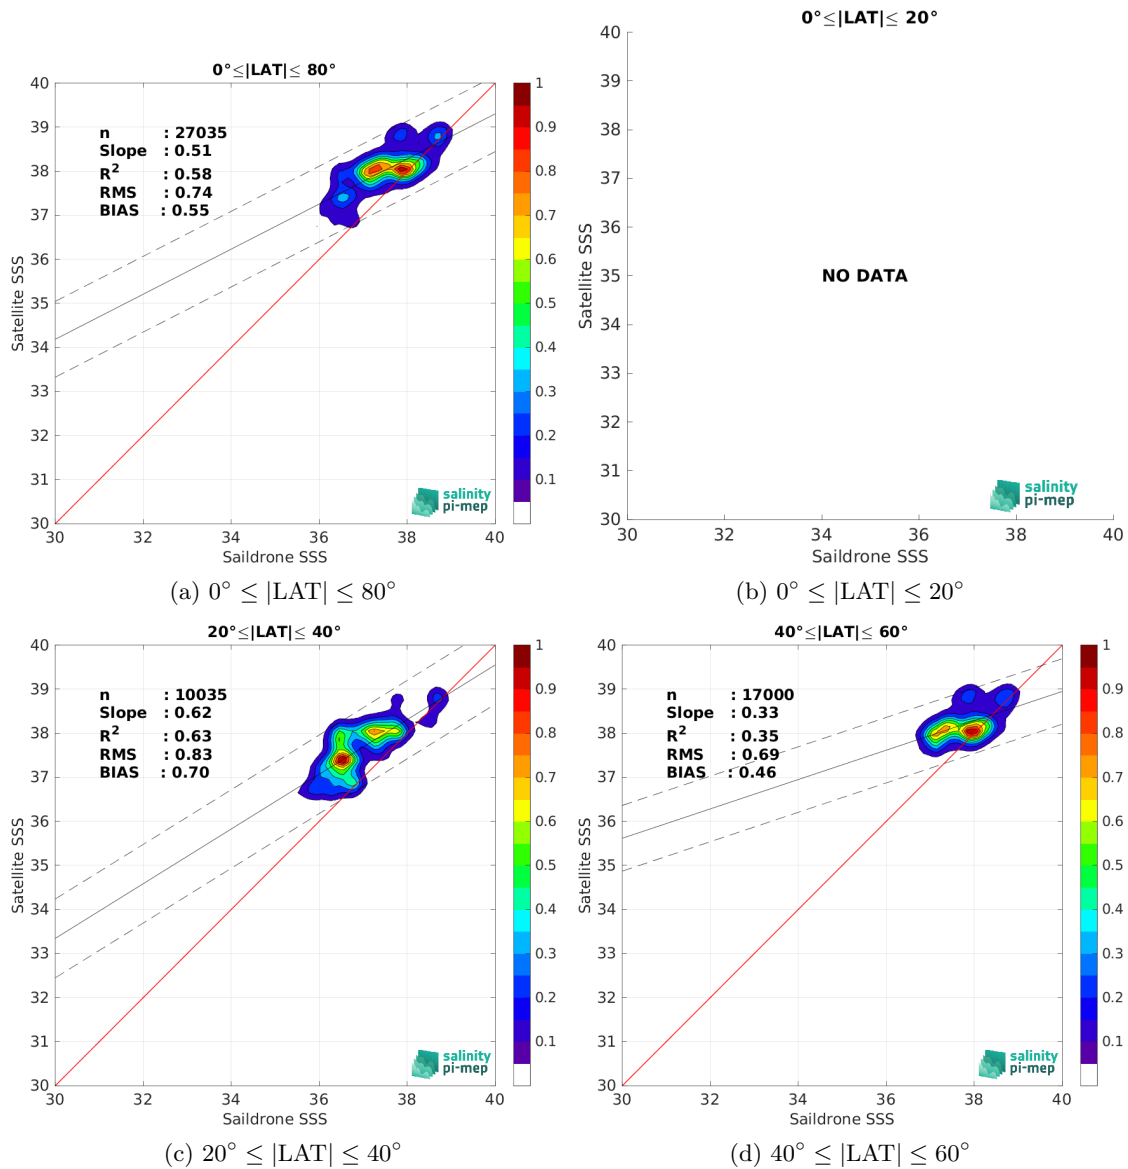 0°≤|LAT|≤ 80°
40
39
38
37
36
35
34
33
32
31
30
Satellite SSS
n : 27035
Slope : 0.51
R² : 0.58
RMS : 0.74
BIAS : 0.55
salinity
pi-mep
30 32 34 36 38 40
Saildrone SSS
1
0.9
0.8
0.7
0.6
0.5
0.4
0.3
0.2
0.1
(a) 0° ≤ |LAT| ≤ 80°
0°≤|LAT|≤ 20°
40
39
38
37
36
35
34
33
32
31
30
Satellite SSS
NO DATA
salinity
pi-mep
30 32 34 36 38 40
Saildrone SSS
(b) 0° ≤ |LAT| ≤ 20°
20°≤|LAT|≤ 40°
40
39
38
37
36
35
34
33
32
31
30
Satellite SSS
n : 10035
Slope : 0.62
R² : 0.63
RMS : 0.83
BIAS : 0.70
salinity
pi-mep
30 32 34 36 38 40
Saildrone SSS
1
0.9
0.8
0.7
0.6
0.5
0.4
0.3
0.2
0.1
(c) 20° ≤ |LAT| ≤ 40°
40°≤|LAT|≤ 60°
40
39
38
37
36
35
34
33
32
31
30
Satellite SSS
n : 17000
Slope : 0.33
R² : 0.35
RMS : 0.69
BIAS : 0.46
salinity
pi-mep
30 32 34 36 38 40
Saildrone SSS
1
0.9
0.8
0.7
0.6
0.5
0.4
0.3
0.2
0.1
(d) 40° ≤ |LAT| ≤ 60°